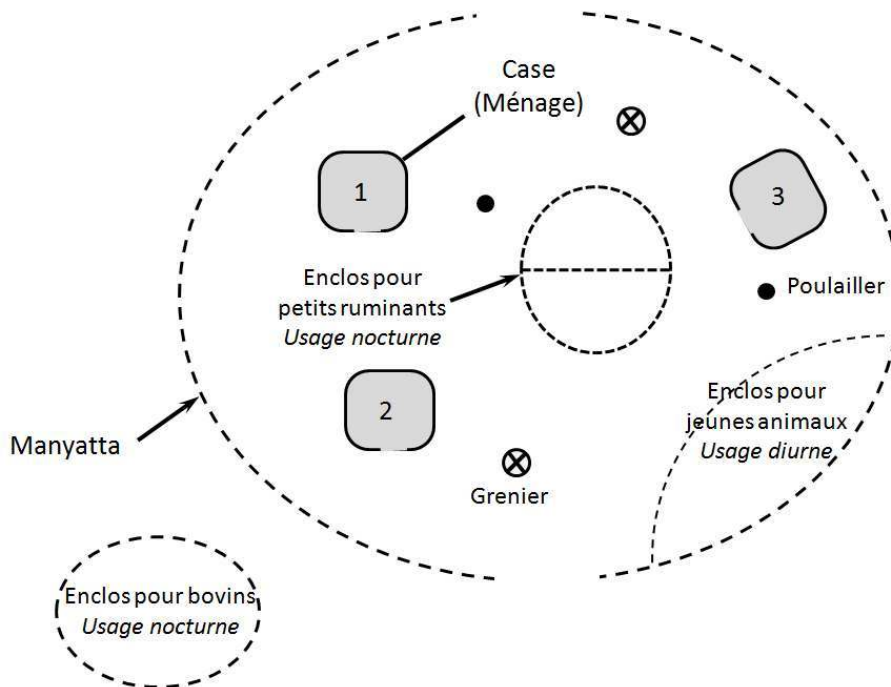 Case
(Ménage)
1
3
Enclos pour
petits ruminants
Usage nocturne
Poulailler
2
Enclos pour
jeunes animaux
Usage diurne
Manyatta
Grenier
Enclos pour bovins
Usage nocturne